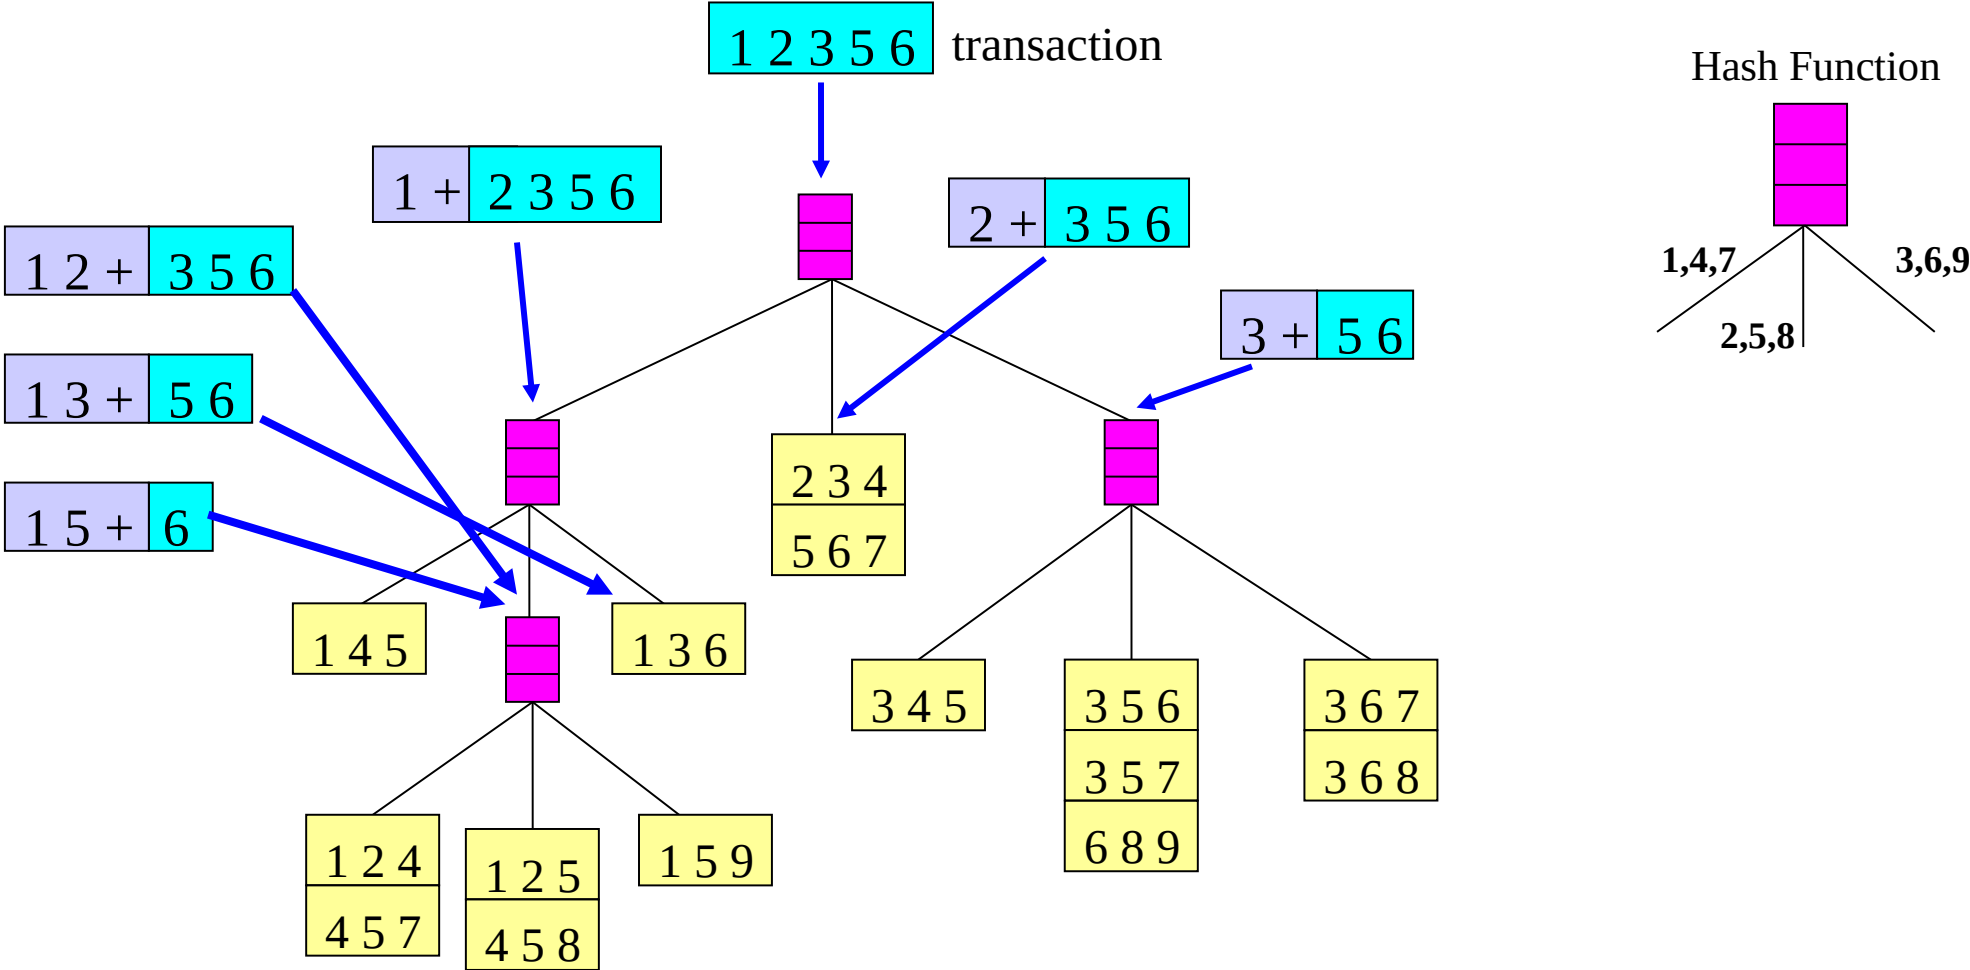 1 2 3 5 6 transaction
Hash Function
1 + 2 3 5 6
2 + 3 5 6
1 2 + 3 5 6
1,4,7
3,6,9
3 + 5 6
2,5,8
1 3 + 5 6
2 3 4
1 5 + 6
5 6 7
1 4 5
1 3 6
3 4 5
3 5 6
3 6 7
3 5 7
3 6 8
1 2 4
1 2 5
1 5 9
6 8 9
4 5 7
4 5 8